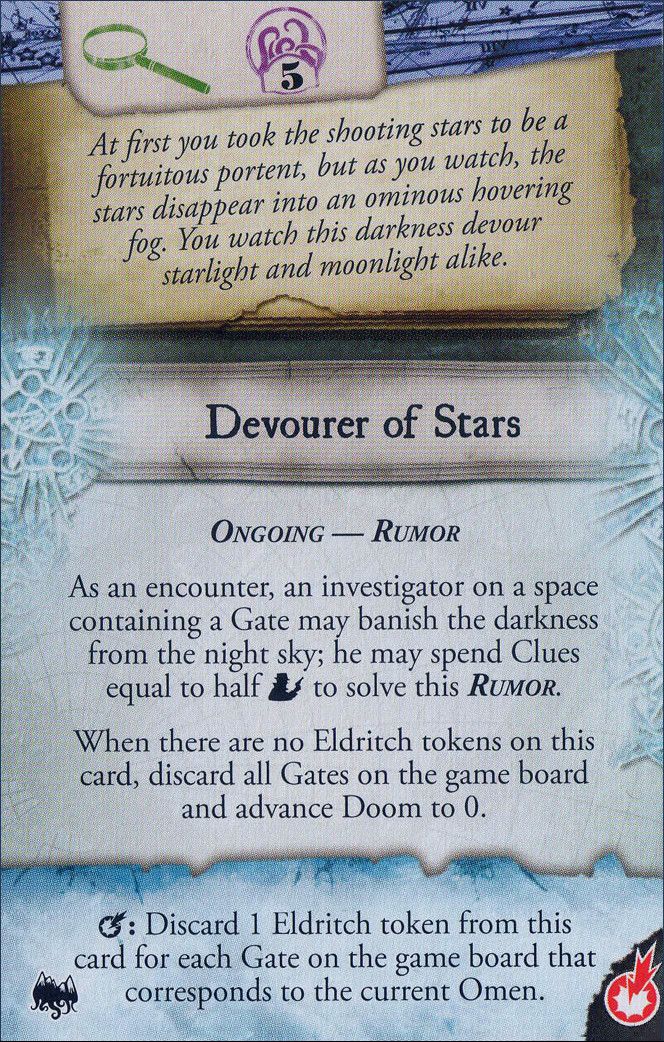 5
At first you took the shooting stars to be a
fortuitous portent, but as you watch, the
stars disappear into an ominous hovering
fog. You watch this darkness devour
starlight and moonlight alike.
Devourer of Stars
ONGOING — RUMOR
As an encounter, an investigator on a space
containing a Gate may banish the darkness
from the night sky; he may spend Clues
equal to half to solve this RUMOR.
When there are no Eldritch tokens on this
card, discard all Gates on the game board
and advance Doom to 0.
: Discard 1 Eldritch token from this
card for each Gate on the game board that
corresponds to the current Omen.